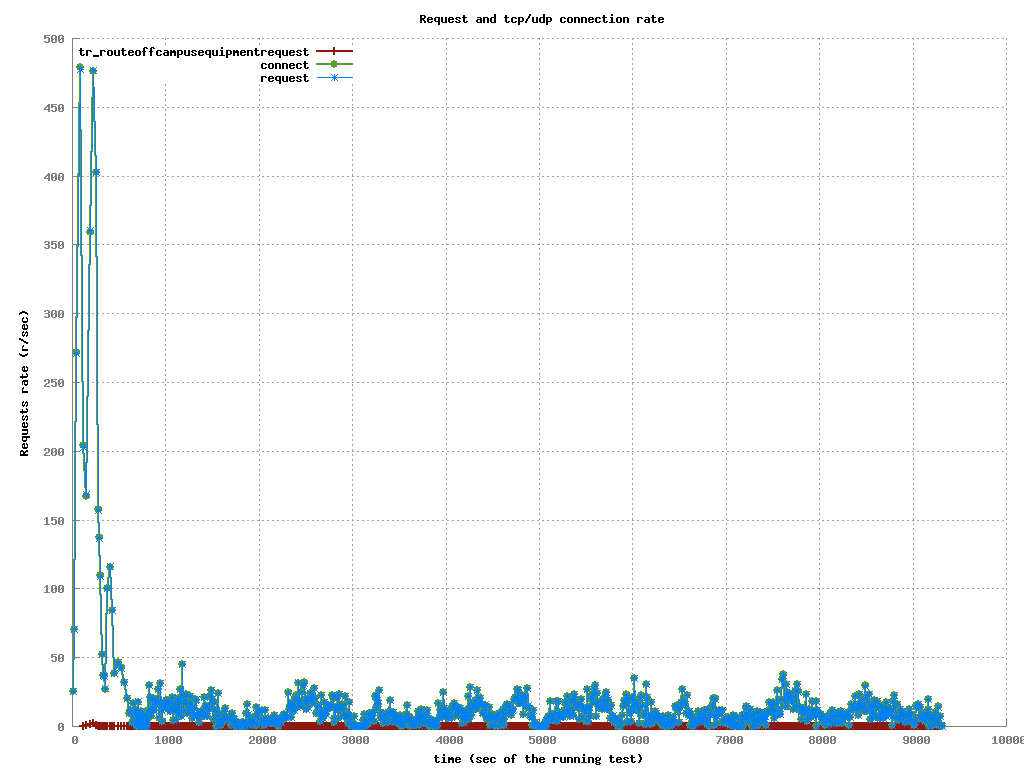 Request and tcp/udp connection rate
tr_routeoffcampusequipmentrequest
connect
request
500
450
400
350
300
250
200
150
100
50
0
Requests rate (r/sec)
0 1000 2000 3000 4000 5000 6000 7000 8000 9000 10000
time (sec of the running test)